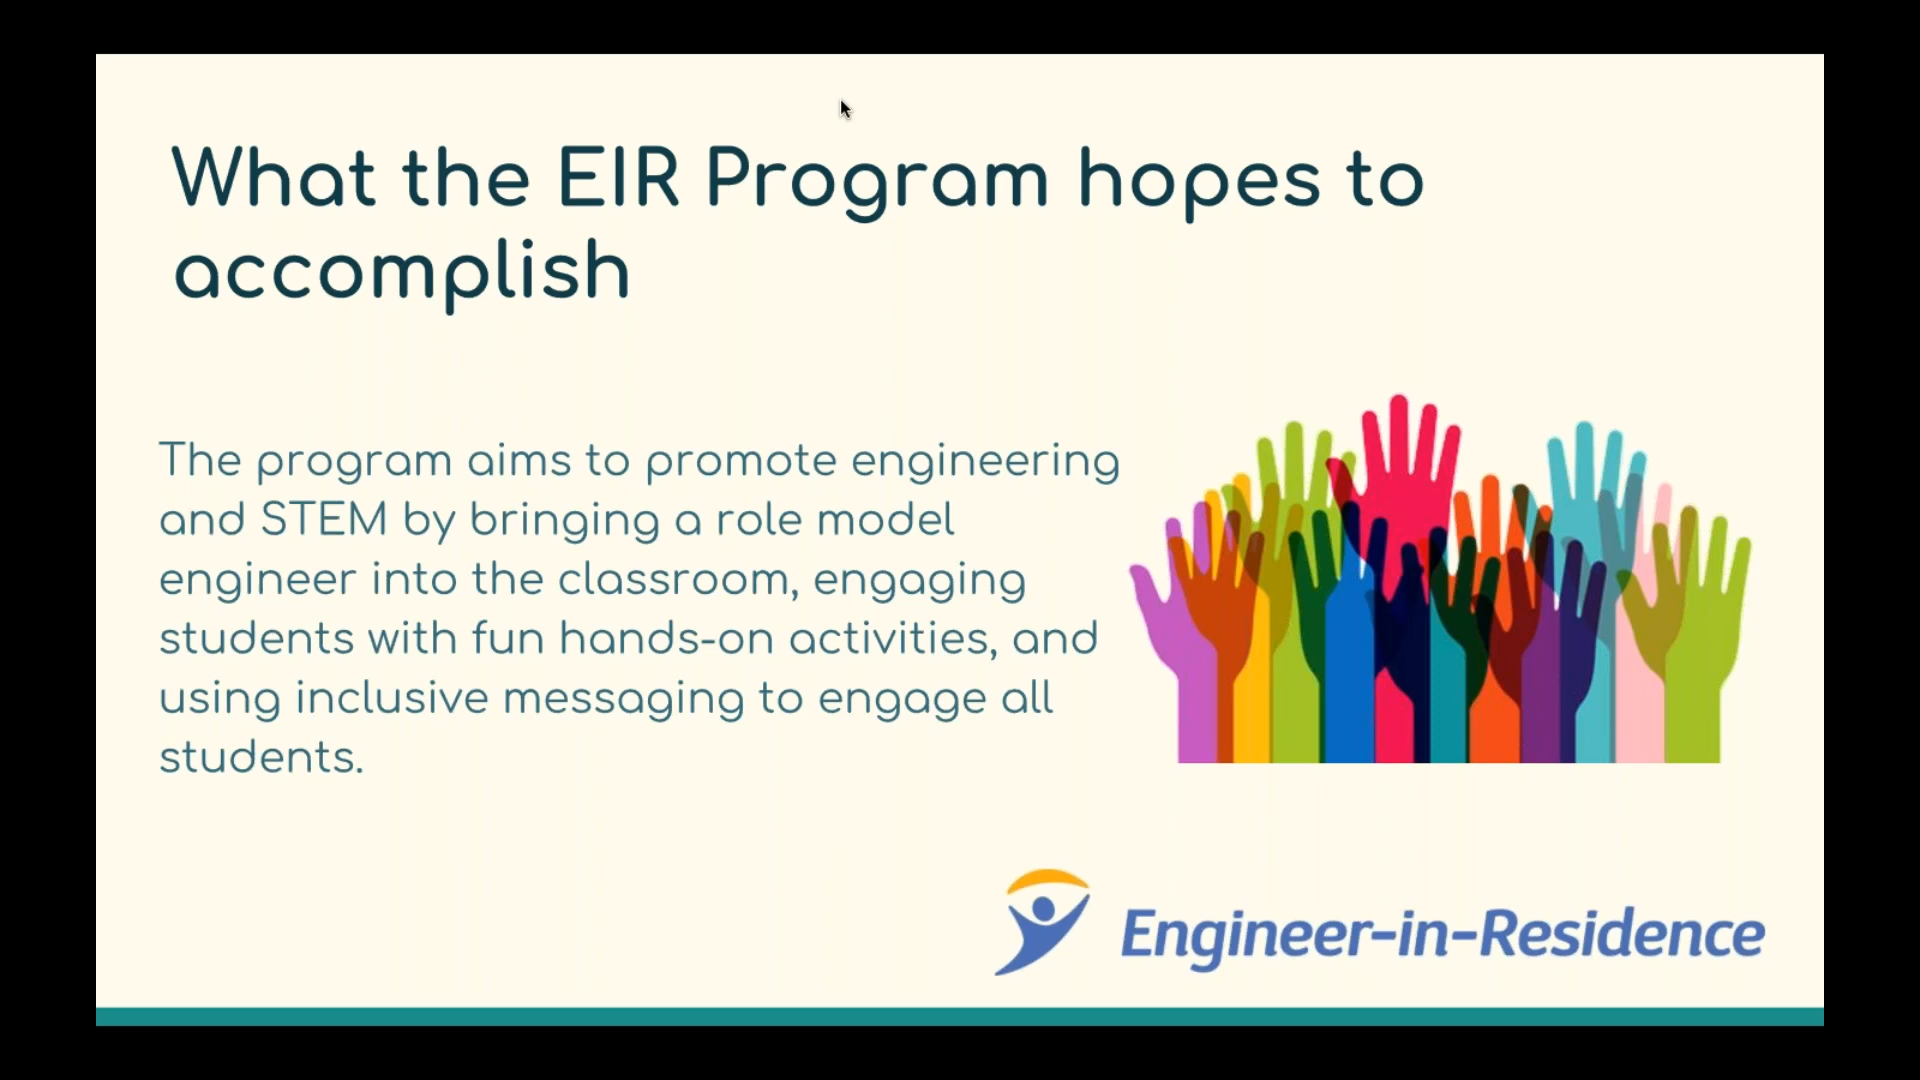 What the EIR Program hopes to
accomplish
The program aims to promote engineering
and STEM by bringing a role model
engineer into the classroom, engaging
students with fun hands-on activities, and
using inclusive messaging to engage all
students.
Engineer-in-Residence